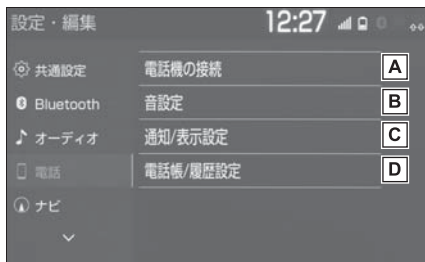 設定・編集 12:27
共通設定 電話機の接続 A
Bluetooth 音設定 B
オーディオ 通知/表示設定 C
電話 電話帳/履歴設定 D
ナビ